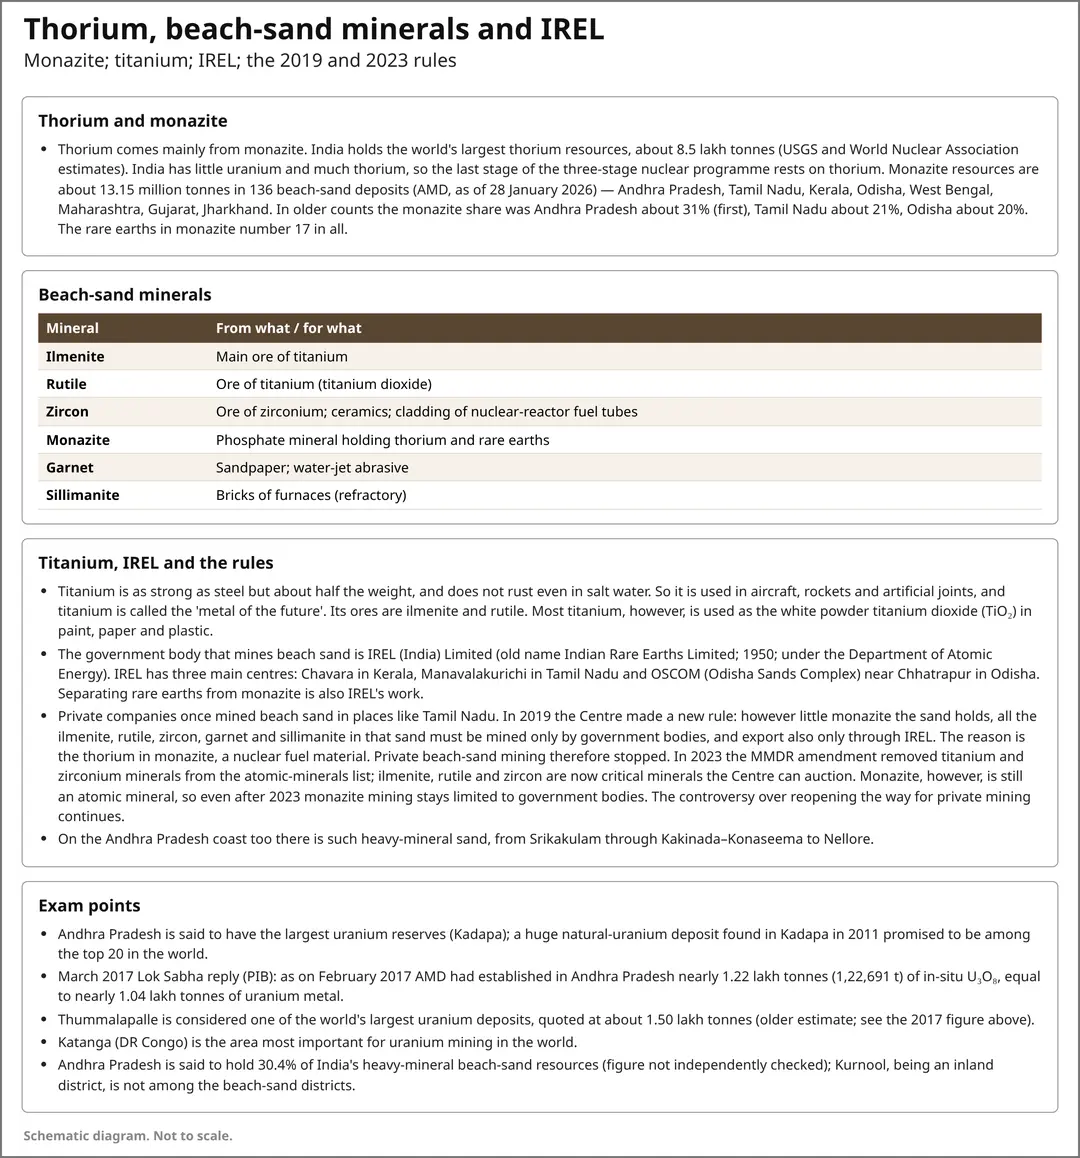 Thorium, beach-sand minerals and IREL
Monazite; titanium; IREL; the 2019 and 2023 rules
Thorium and monazite
• Thorium comes mainly from monazite. India holds the world's largest thorium resources, about 8.5 lakh tonnes (USGS and World Nuclear Association
estimates). India has little uranium and much thorium, so the last stage of the three-stage nuclear programme rests on thorium. Monazite resources are
about 13.15 million tonnes in 136 beach-sand deposits (AMD, as of 28 January 2026) — Andhra Pradesh, Tamil Nadu, Kerala, Odisha, West Bengal,
Maharashtra, Gujarat, Jharkhand. In older counts the monazite share was Andhra Pradesh about 31% (first), Tamil Nadu about 21%, Odisha about 20%.
The rare earths in monazite number 17 in all.
Beach-sand minerals
Mineral From what / for what
Ilmenite Main ore of titanium
Rutile Ore of titanium (titanium dioxide)
Zircon Ore of zirconium; ceramics; cladding of nuclear-reactor fuel tubes
Monazite Phosphate mineral holding thorium and rare earths
Garnet Sandpaper; water-jet abrasive
Sillimanite Bricks of furnaces (refractory)
Titanium, IREL and the rules
• Titanium is as strong as steel but about half the weight, and does not rust even in salt water. So it is used in aircraft, rockets and artificial joints, and
titanium is called the 'metal of the future'. Its ores are ilmenite and rutile. Most titanium, however, is used as the white powder titanium dioxide (TiO₂) in
paint, paper and plastic.
• The government body that mines beach sand is IREL (India) Limited (old name Indian Rare Earths Limited; 1950; under the Department of Atomic
Energy). IREL has three main centres: Chavara in Kerala, Manavalakurichi in Tamil Nadu and OSCOM (Odisha Sands Complex) near Chhatrapur in Odisha.
Separating rare earths from monazite is also IREL's work.
• Private companies once mined beach sand in places like Tamil Nadu. In 2019 the Centre made a new rule: however little monazite the sand holds, all the
ilmenite, rutile, zircon, garnet and sillimanite in that sand must be mined only by government bodies, and export also only through IREL. The reason is
the thorium in monazite, a nuclear fuel material. Private beach-sand mining therefore stopped. In 2023 the MMDR amendment removed titanium and
zirconium minerals from the atomic-minerals list; ilmenite, rutile and zircon are now critical minerals the Centre can auction. Monazite, however, is still
an atomic mineral, so even after 2023 monazite mining stays limited to government bodies. The controversy over reopening the way for private mining
continues.
• On the Andhra Pradesh coast too there is such heavy-mineral sand, from Srikakulam through Kakinada–Konaseema to Nellore.
Exam points
• Andhra Pradesh is said to have the largest uranium reserves (Kadapa); a huge natural-uranium deposit found in Kadapa in 2011 promised to be among
the top 20 in the world.
• March 2017 Lok Sabha reply (PIB): as on February 2017 AMD had established in Andhra Pradesh nearly 1.22 lakh tonnes (1,22,691 t) of in-situ U₃O₈, equal
to nearly 1.04 lakh tonnes of uranium metal.
• Thummalapalle is considered one of the world's largest uranium deposits, quoted at about 1.50 lakh tonnes (older estimate; see the 2017 figure above).
• Katanga (DR Congo) is the area most important for uranium mining in the world.
• Andhra Pradesh is said to hold 30.4% of India's heavy-mineral beach-sand resources (figure not independently checked); Kurnool, being an inland
district, is not among the beach-sand districts.
Schematic diagram. Not to scale.